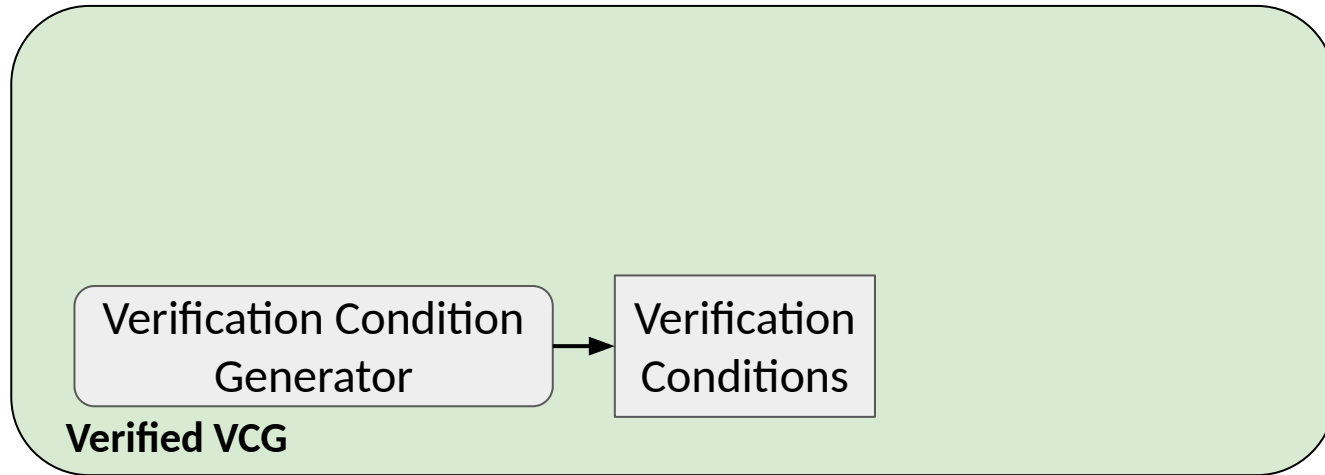 Verification Condition
Generator
Verification
Conditions
Verified VCG